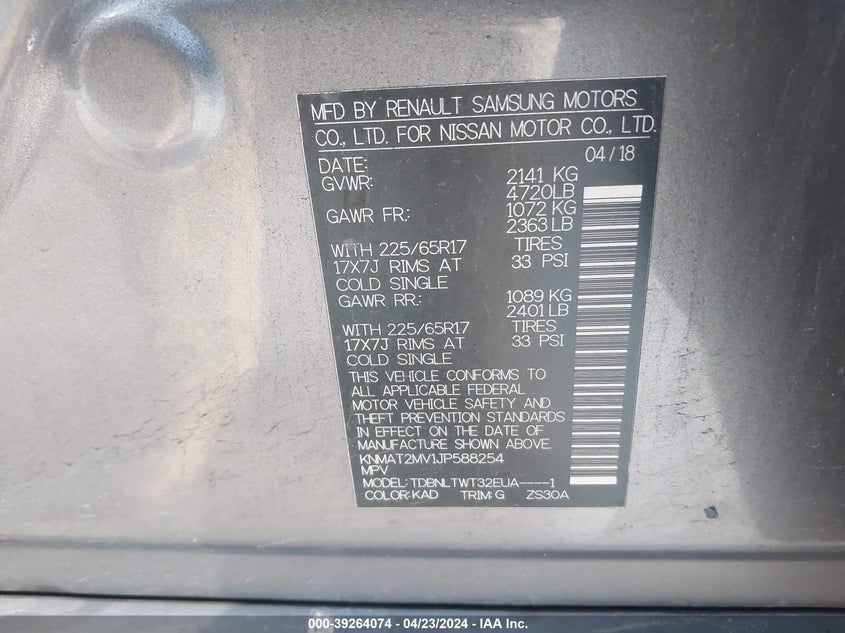 MFD BY RENAULT SAMSUNG MOTORS
CO., LTD. FOR NISSAN MOTOR CO., LTD.
DATE: 04/18
GVWR: 2141 KG
4720LB
GAWR FR.: 1072 KG
2363 LB
WITH 225/65R17 TIRES
17X7J RIMS AT 33 PSI
COLD SINGLE
GAWR RR.: 1089 KG
2401 LB
WITH 225/65R17 TIRES
17X7J RIMS AT 33 PSI
COLD SINGLE
THIS VEHICLE CONFORMS TO
ALL APPLICABLE FEDERAL
MOTOR VEHICLE SAFETY AND
THEFT PREVENTION STANDARDS
IN EFFECT ON THE DATE OF
MANUFACTURE SHOWN ABOVE.
KNMAT2MV1JP588254
MPV
MODEL: TDBNLTWT32EUA----1
COLOR: KAD TRIM: G ZS30A
000-39264074 - 04/23/2024 - IAA Inc.